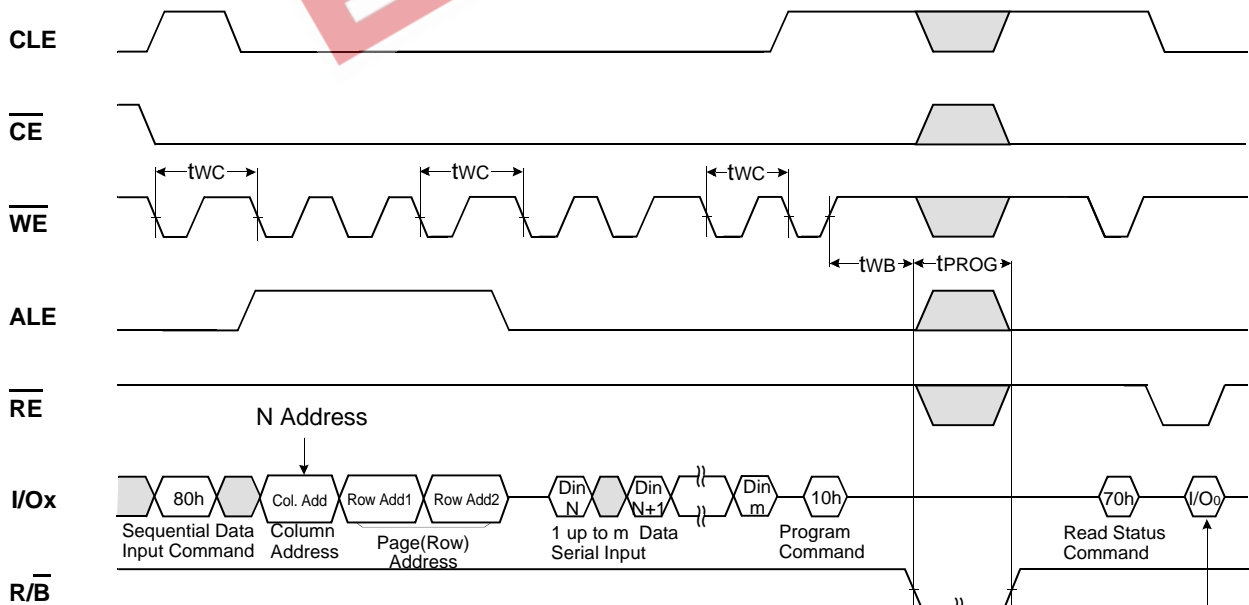 CLE
CE
tWC tWC tWC
WE
tWB tPROG
ALE
RE
N Address
I/Ox
80h Col. Add Row Add1 Row Add2 Din N Din N+1 Din m 10h 70h I/O0
Sequential Data Input Command
Column Address
Page(Row) Address
1 up to m Data
Serial Input
Program Command
Read Status Command
R/B